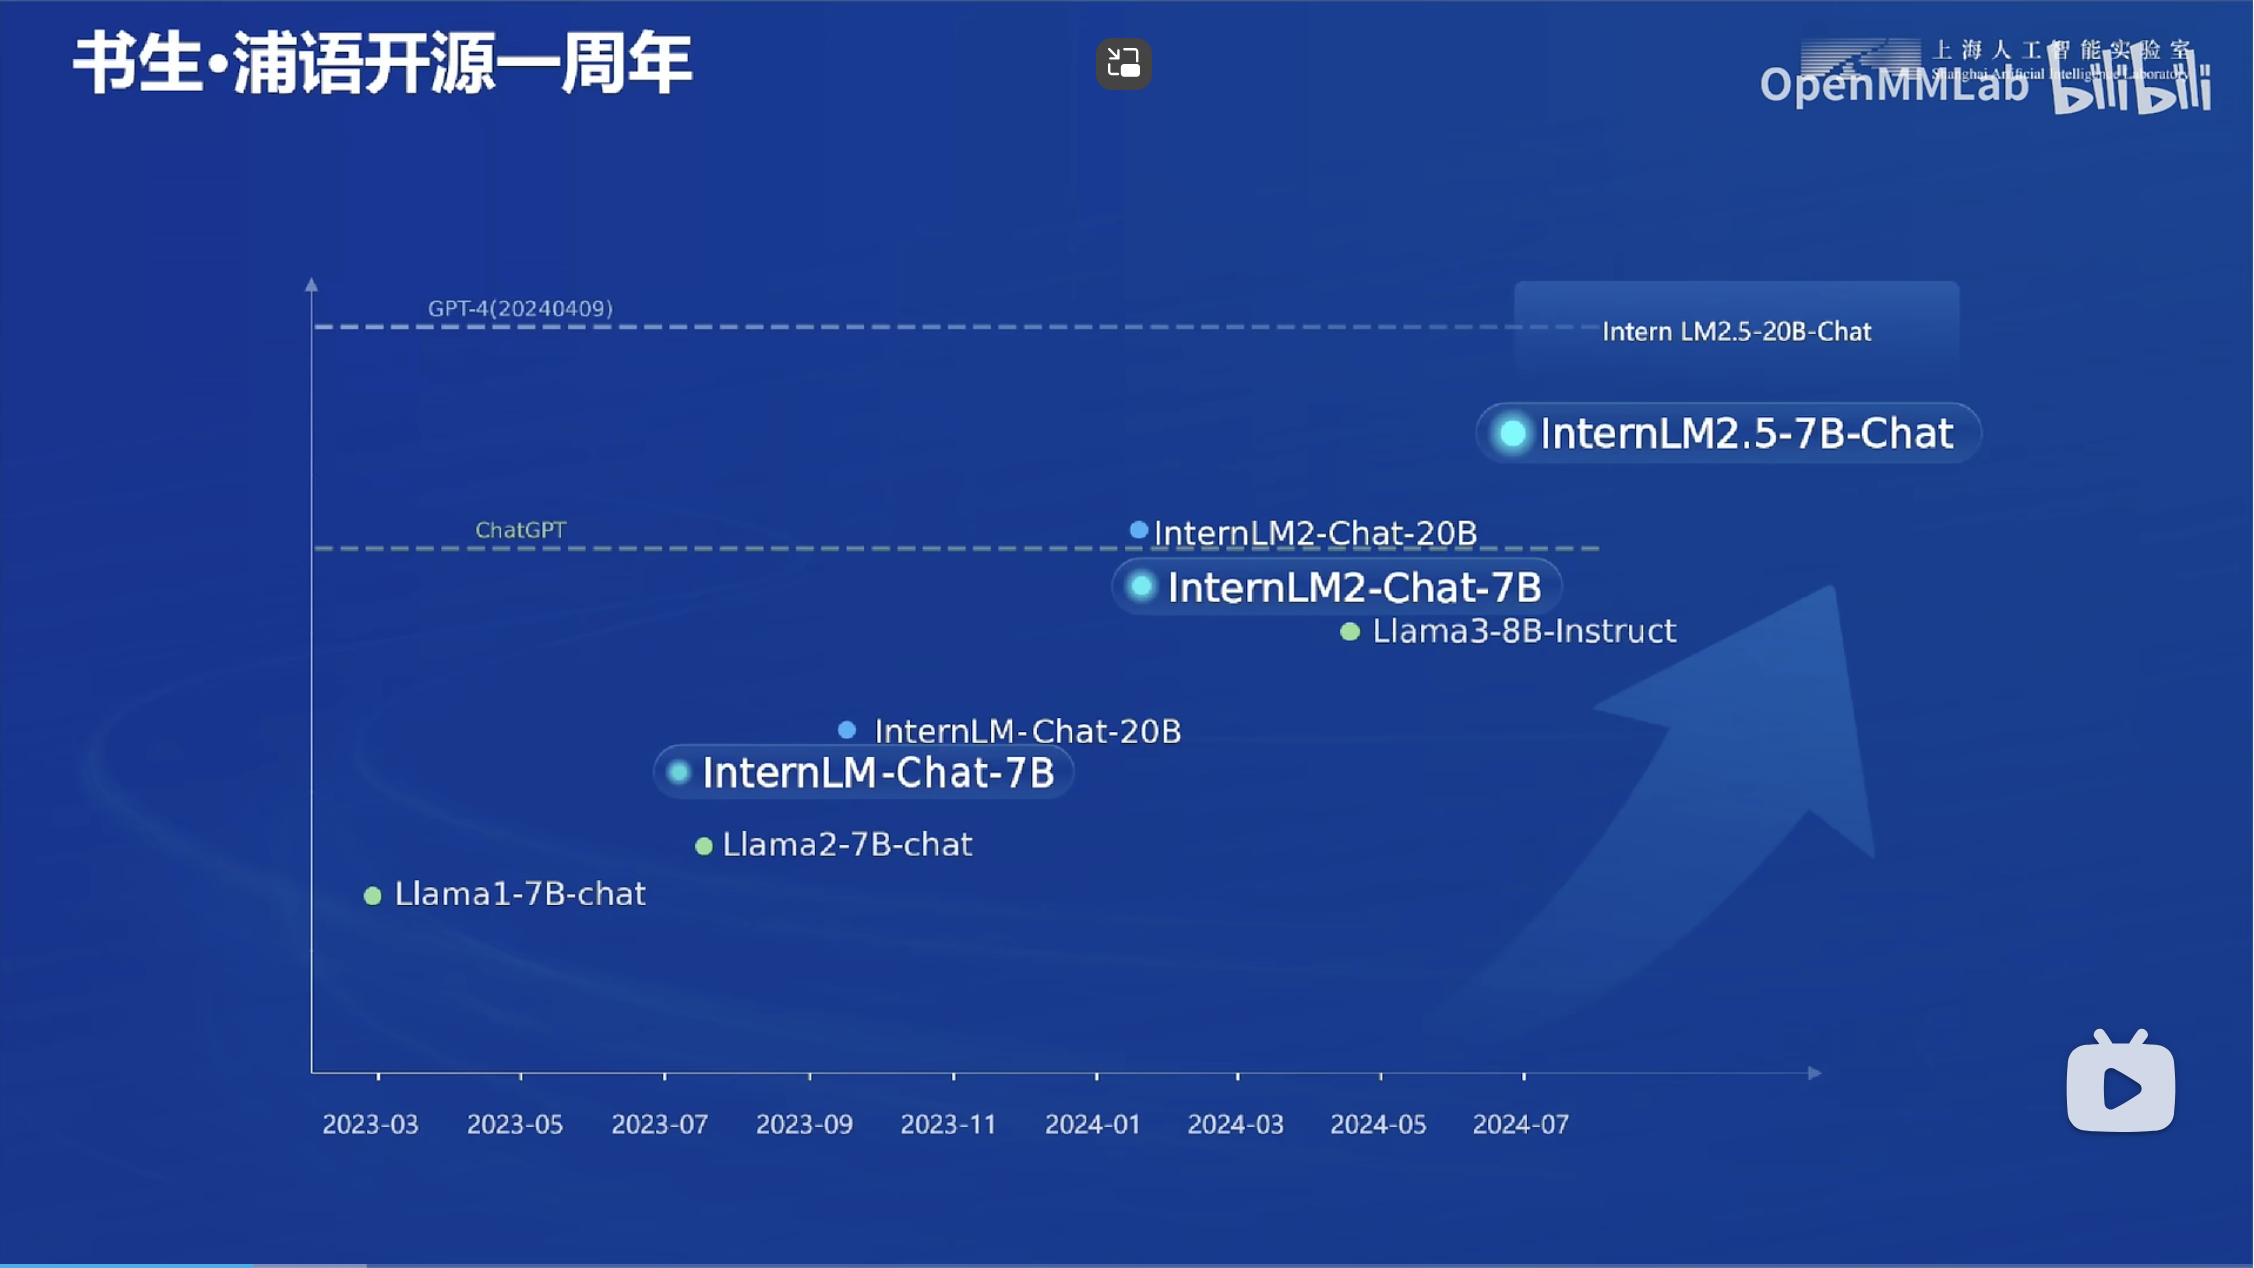 书生•浦语开源一周年
上海人工智能实验室
Shanghai Artificial Intelligence Laboratory
OpenMMLab
bilibili
GPT-4(20240409)
Intern LM2.5-20B-Chat
InternLM2.5-7B-Chat
ChatGPT
InternLM2-Chat-20B
InternLM2-Chat-7B
Llama3-8B-Instruct
InternLM-Chat-20B
InternLM-Chat-7B
Llama2-7B-chat
Llama1-7B-chat
2023-03 2023-05 2023-07 2023-09 2023-11 2024-01 2024-03 2024-05 2024-07